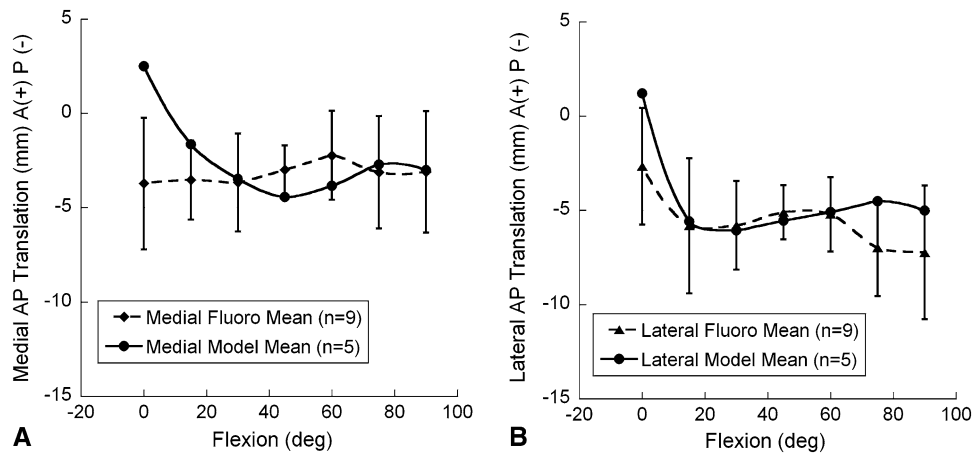 A
Medial AP Translation (mm) A(+) P (-)
5
0
-5
-10
-15
Medial Fluoro Mean (n=9)
Medial Model Mean (n=5)
-20 0 20 40 60 80 100
Flexion (deg)
B
Lateral AP Translation (mm) A(+) P (-)
5
0
-5
-10
-15
Lateral Fluoro Mean (n=9)
Lateral Model Mean (n=5)
-20 0 20 40 60 80 100
Flexion (deg)